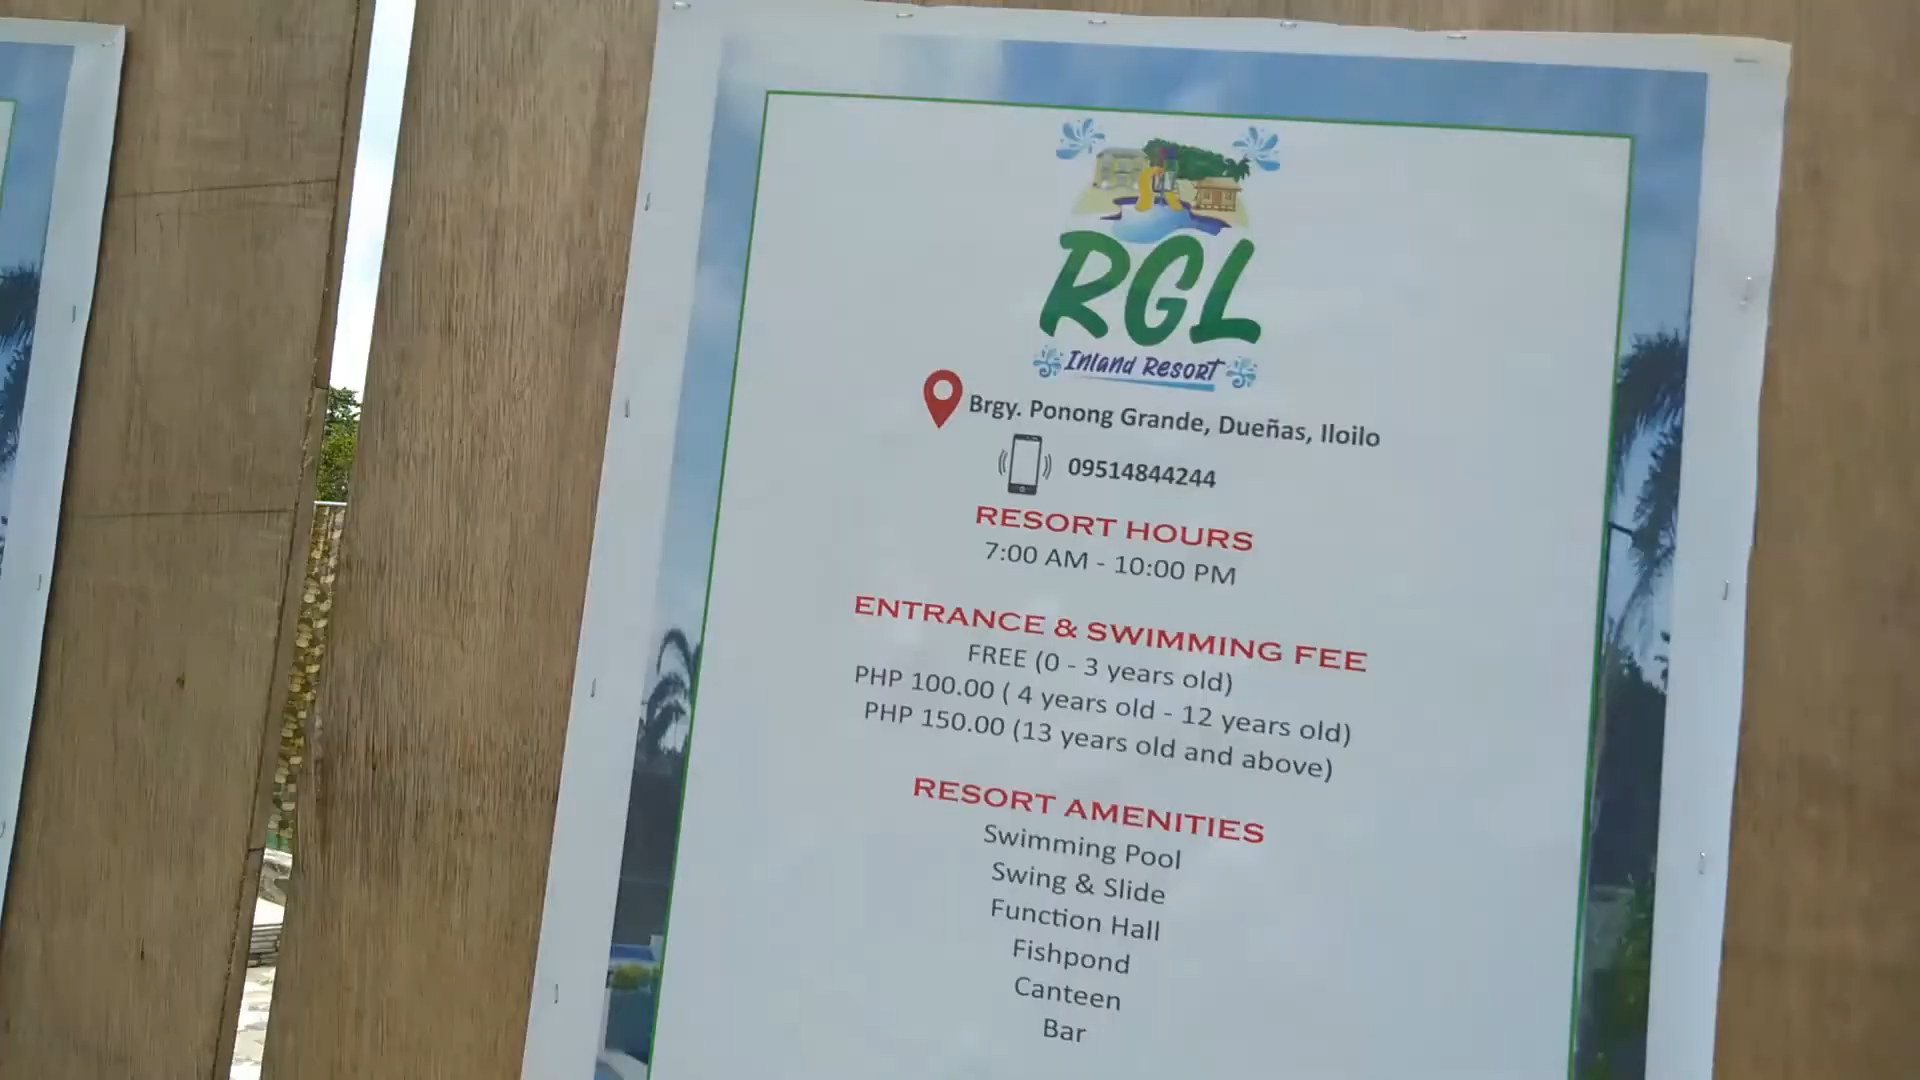 RGL
Inland Resort
Brgy. Ponong Grande, Dueñas, Iloilo
09514844244
RESORT HOURS
7:00 AM - 10:00 PM
ENTRANCE & SWIMMING FEE
FREE (0 - 3 years old)
PHP 100.00 ( 4 years old - 12 years old)
PHP 150.00 (13 years old and above)
RESORT AMENITIES
Swimming Pool
Swing & Slide
Function Hall
Fishpond
Canteen
Bar